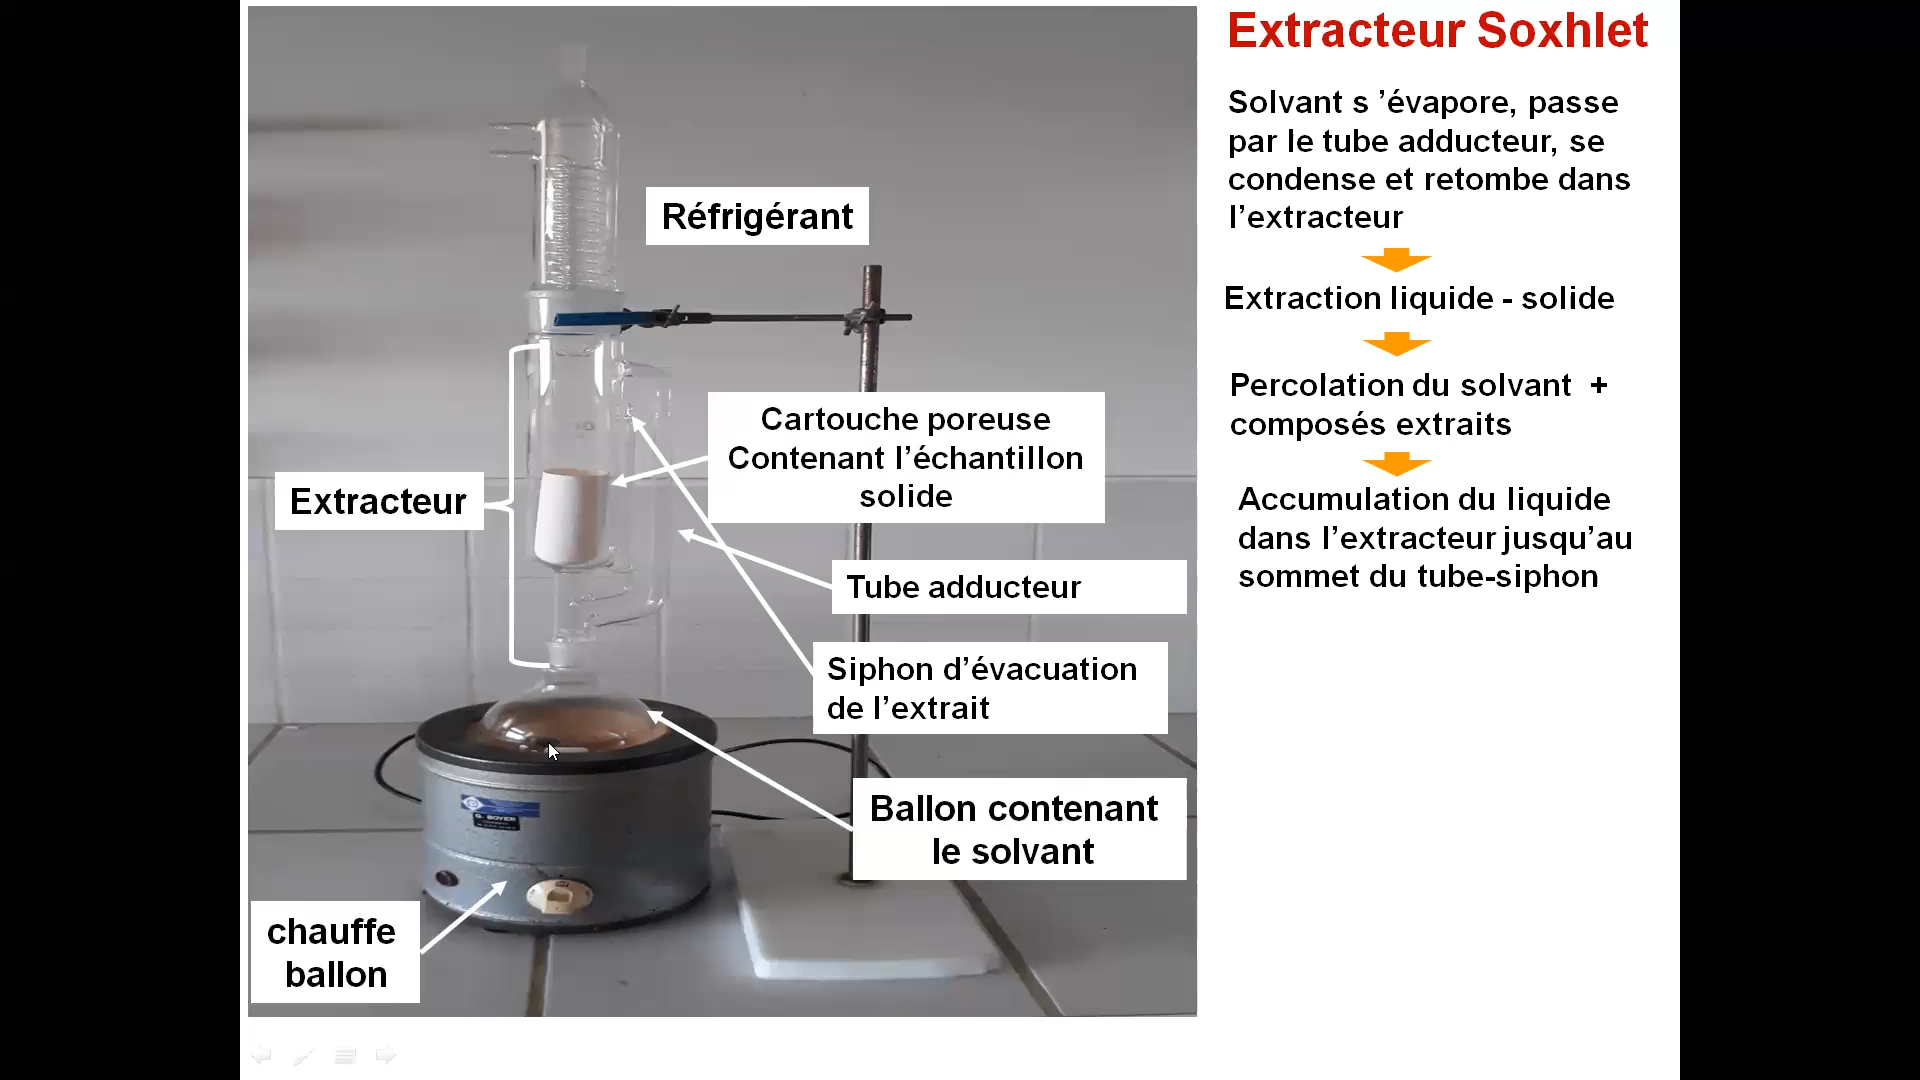 Extracteur Soxhlet
Solvant s ’évapore, passe
par le tube adducteur, se
condense et retombe dans
l’extracteur
Extraction liquide - solide
Percolation du solvant +
composés extraits
Accumulation du liquide
dans l’extracteur jusqu’au
sommet du tube-siphon
Réfrigérant
Cartouche poreuse
Contenant l’échantillon
solide
Extracteur
Tube adducteur
Siphon d’évacuation
de l’extrait
Ballon contenant
le solvant
chauffe
ballon
G. BOYER